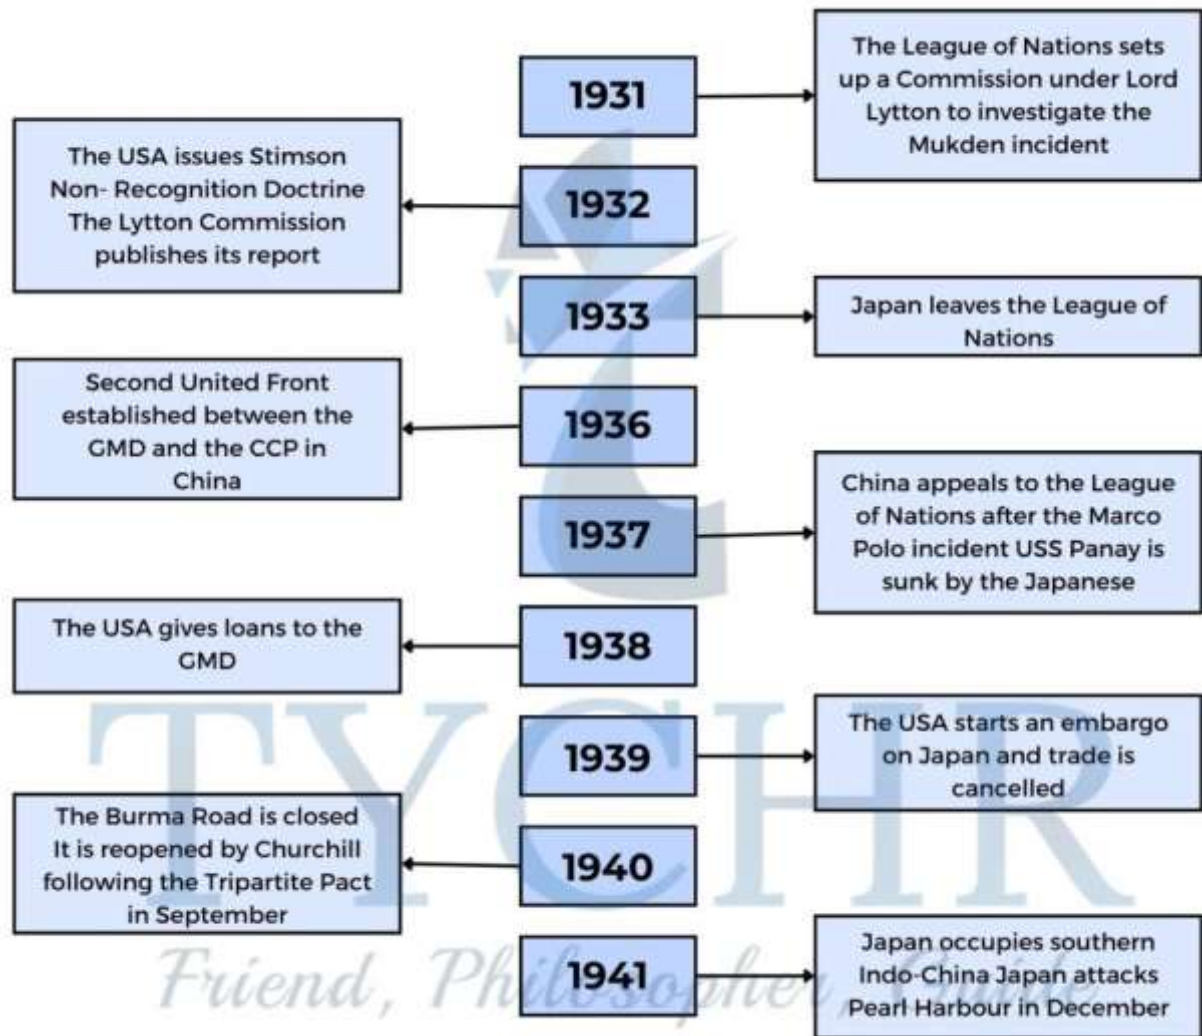 1931
The League of Nations sets
up a Commission under Lord
Lytton to investigate the
Mukden incident
The USA issues Stimson
Non- Recognition Doctrine
The Lytton Commission
publishes its report
1932
1933
Japan leaves the League of
Nations
Second United Front
established between the
GMD and the CCP in
China
1936
1937
China appeals to the League
of Nations after the Marco
Polo incident USS Panay is
sunk by the Japanese
The USA gives loans to the
GMD
1938
1939
The USA starts an embargo
on Japan and trade is
cancelled
The Burma Road is closed
It is reopened by Churchill
following the Tripartite Pact
in September
1940
1941
Japan occupies southern
Indo-China Japan attacks
Pearl Harbour in December
TYCHR
Friend, Philosopher, Guide